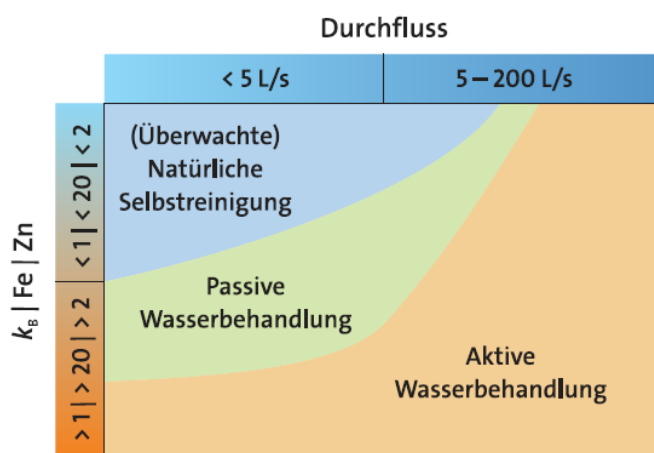 Durchfluss
< 5 L/s
5 – 200 L/s
k_B | Fe | Zn
< 1 | < 20 | < 2
> 1 | > 20 | > 2
(Überwachte)
Natürliche
Selbstreinigung
Passive
Wasserbehandlung
Aktive
Wasserbehandlung